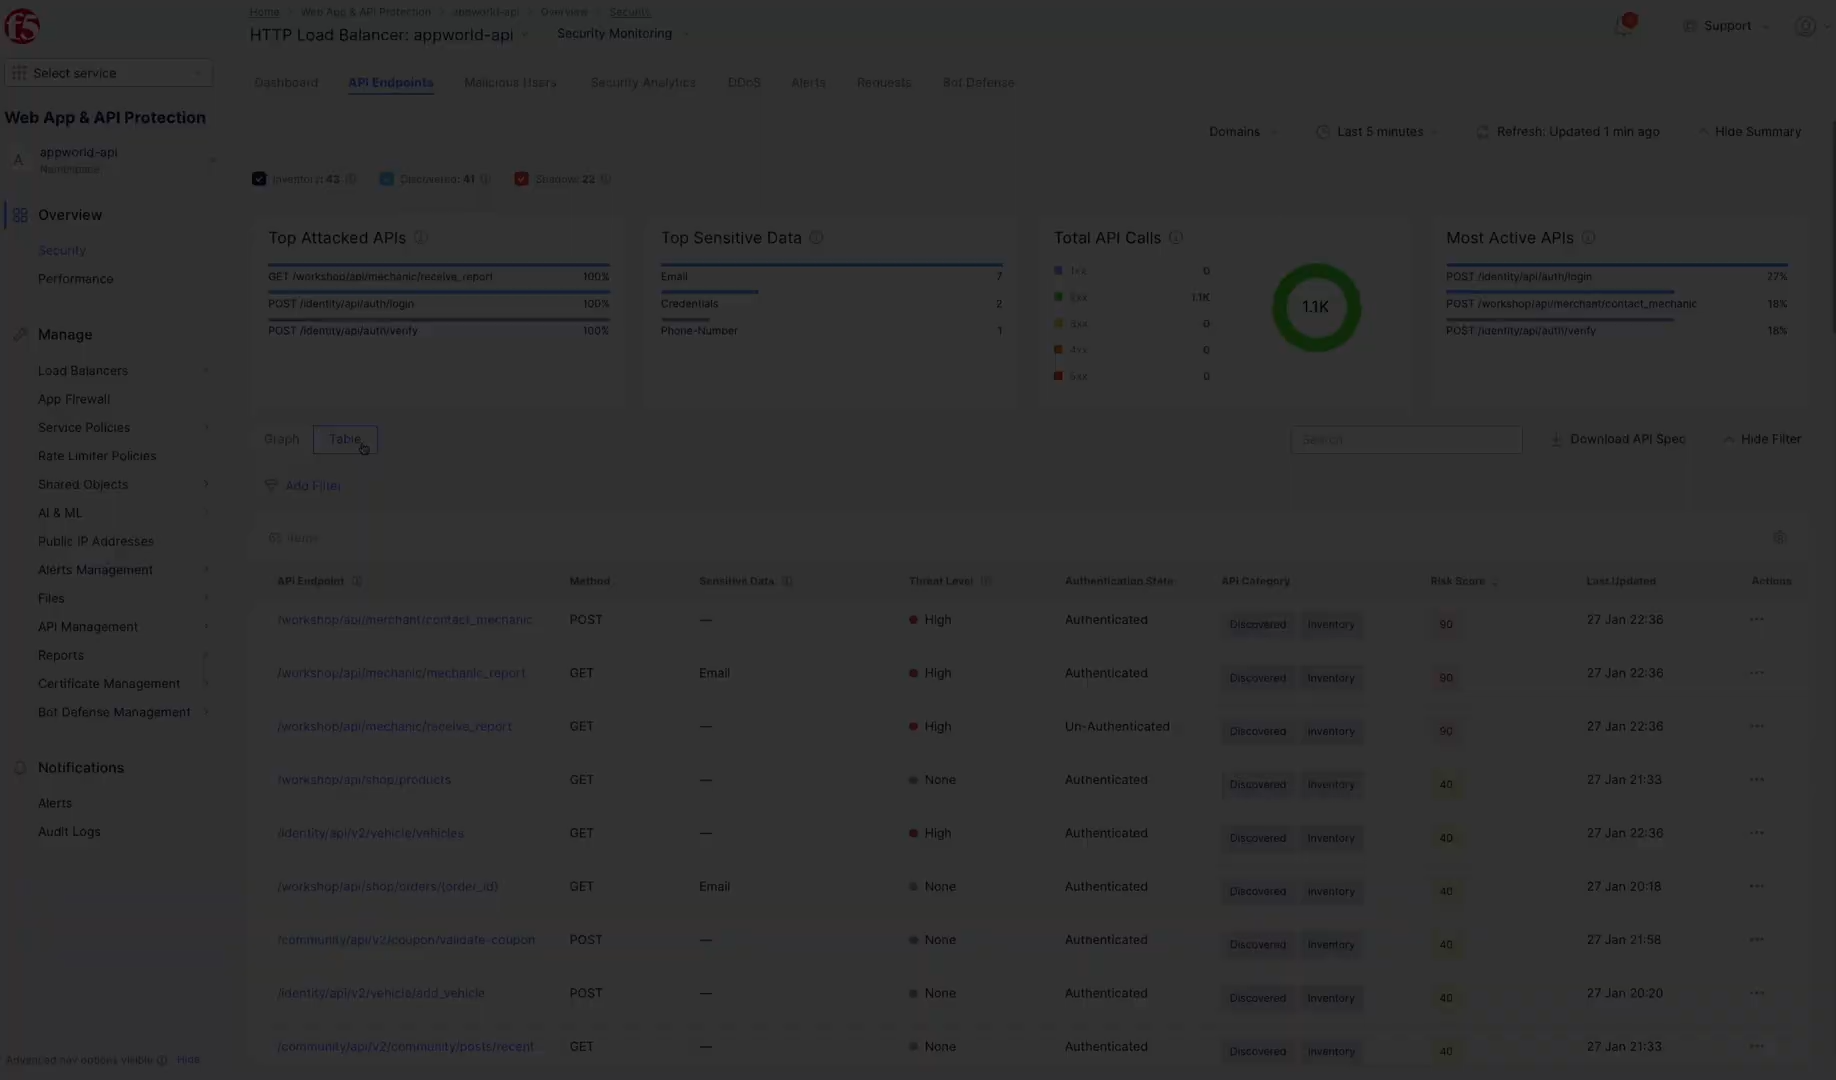 f5
Home
Web App & API Protection
appworld-api
Overview
Security
HTTP Load Balancer: appworld-api
Security Monitoring
Support
Select service
Dashboard
API Endpoints
Malicious Users
Security Analytics
DDoS
Alerts
Requests
Bot Defense
Web App & API Protection
Domains
Last 5 minutes
Refresh: Updated 1 min ago
Hide Summary
A
appworld-api
Namespace
Inventory: 43
Discovered: 41
Shadow: 22
Overview
Security
Performance
Top Attacked APIs
GET /workshop/api/mechanic/receive_report 100%
POST /identity/api/auth/login 100%
POST /identity/api/auth/verify 100%
Top Sensitive Data
Email 7
Credentials 2
Phone-Number 1
Total API Calls
1xx 0
2xx 1.1K
3xx 0
4xx 0
5xx 0
1.1K
Most Active APIs
POST /identity/api/auth/login 27%
POST /workshop/api/merchant/contact_mechanic 18%
POST /identity/api/auth/verify 18%
Manage
Load Balancers
App Firewall
Service Policies
Rate Limiter Policies
Shared Objects
AI & ML
Public IP Addresses
Alerts Management
Files
API Management
Reports
Certificate Management
Bot Defense Management
Notifications
Alerts
Audit Logs
Advanced nav options visible
Hide
Graph
Table
Search
Download API Spec
Hide Filter
Add Filter
items
API Endpoint Method Sensitive Data Threat Level Authentication State API Category Risk Score Last Updated Actions
/workshop/api/merchant/contact_mechanic POST — High Authenticated Discovered Inventory 90 27 Jan 22:36 ...
/workshop/api/mechanic/mechanic_report GET Email High Authenticated Discovered Inventory 90 27 Jan 22:36 ...
/workshop/api/mechanic/receive_report GET — High Un-Authenticated Discovered Inventory 90 27 Jan 22:36 ...
/workshop/api/shop/products GET — None Authenticated Discovered Inventory 40 27 Jan 21:33 ...
/identity/api/v2/vehicle/vehicles GET — High Authenticated Discovered Inventory 40 27 Jan 22:36 ...
/workshop/api/shop/orders/{order_id} GET Email None Authenticated Discovered Inventory 40 27 Jan 20:18 ...
/community/api/v2/coupon/validate-coupon POST — None Authenticated Discovered Inventory 40 27 Jan 21:58 ...
/identity/api/v2/vehicle/add_vehicle POST — None Authenticated Discovered Inventory 40 27 Jan 20:20 ...
/community/api/v2/community/posts/recent GET — None Authenticated Discovered Inventory 40 27 Jan 21:33 ...